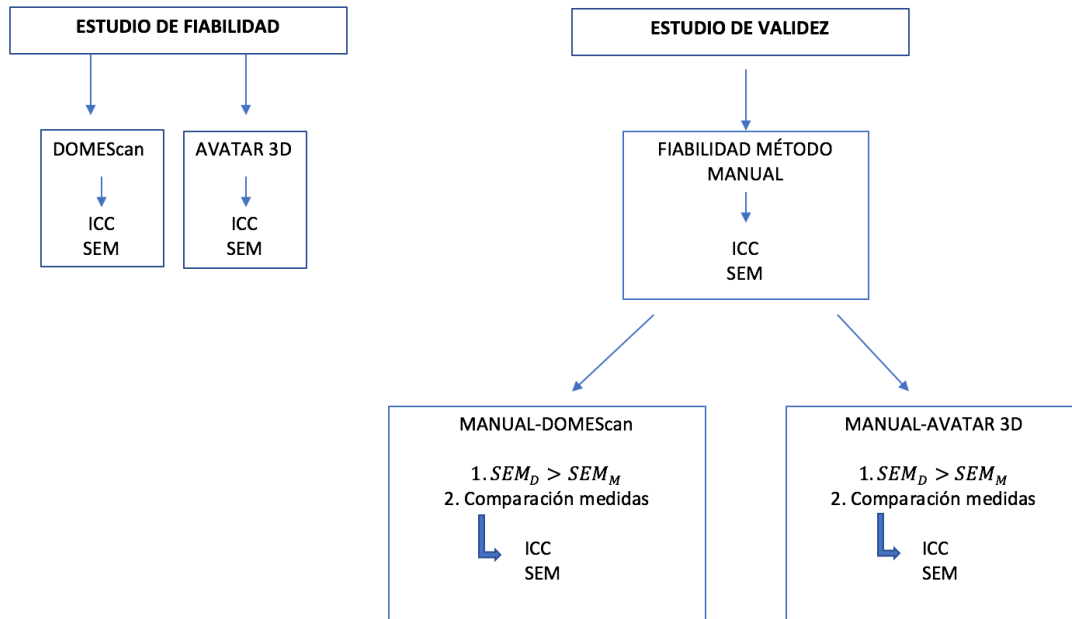 ESTUDIO DE FIABILIDAD
DOMEScan
ICC
SEM
AVATAR 3D
ICC
SEM
ESTUDIO DE VALIDEZ
FIABILIDAD MÉTODO
MANUAL
ICC
SEM
MANUAL-DOMEScan
1. SEM_D > SEM_M
2. Comparación medidas
ICC
SEM
MANUAL-AVATAR 3D
1. SEM_D > SEM_M
2. Comparación medidas
ICC
SEM